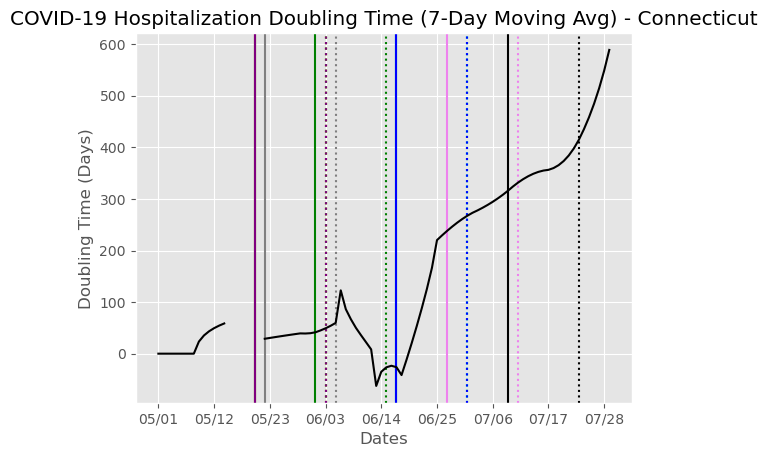 COVID-19 Hospitalization Doubling Time (7-Day Moving Avg) - Connecticut
600
500
400
300
200
100
0
Doubling Time (Days)
05/01 05/12 05/23 06/03 06/14 06/25 07/06 07/17 07/28
Dates